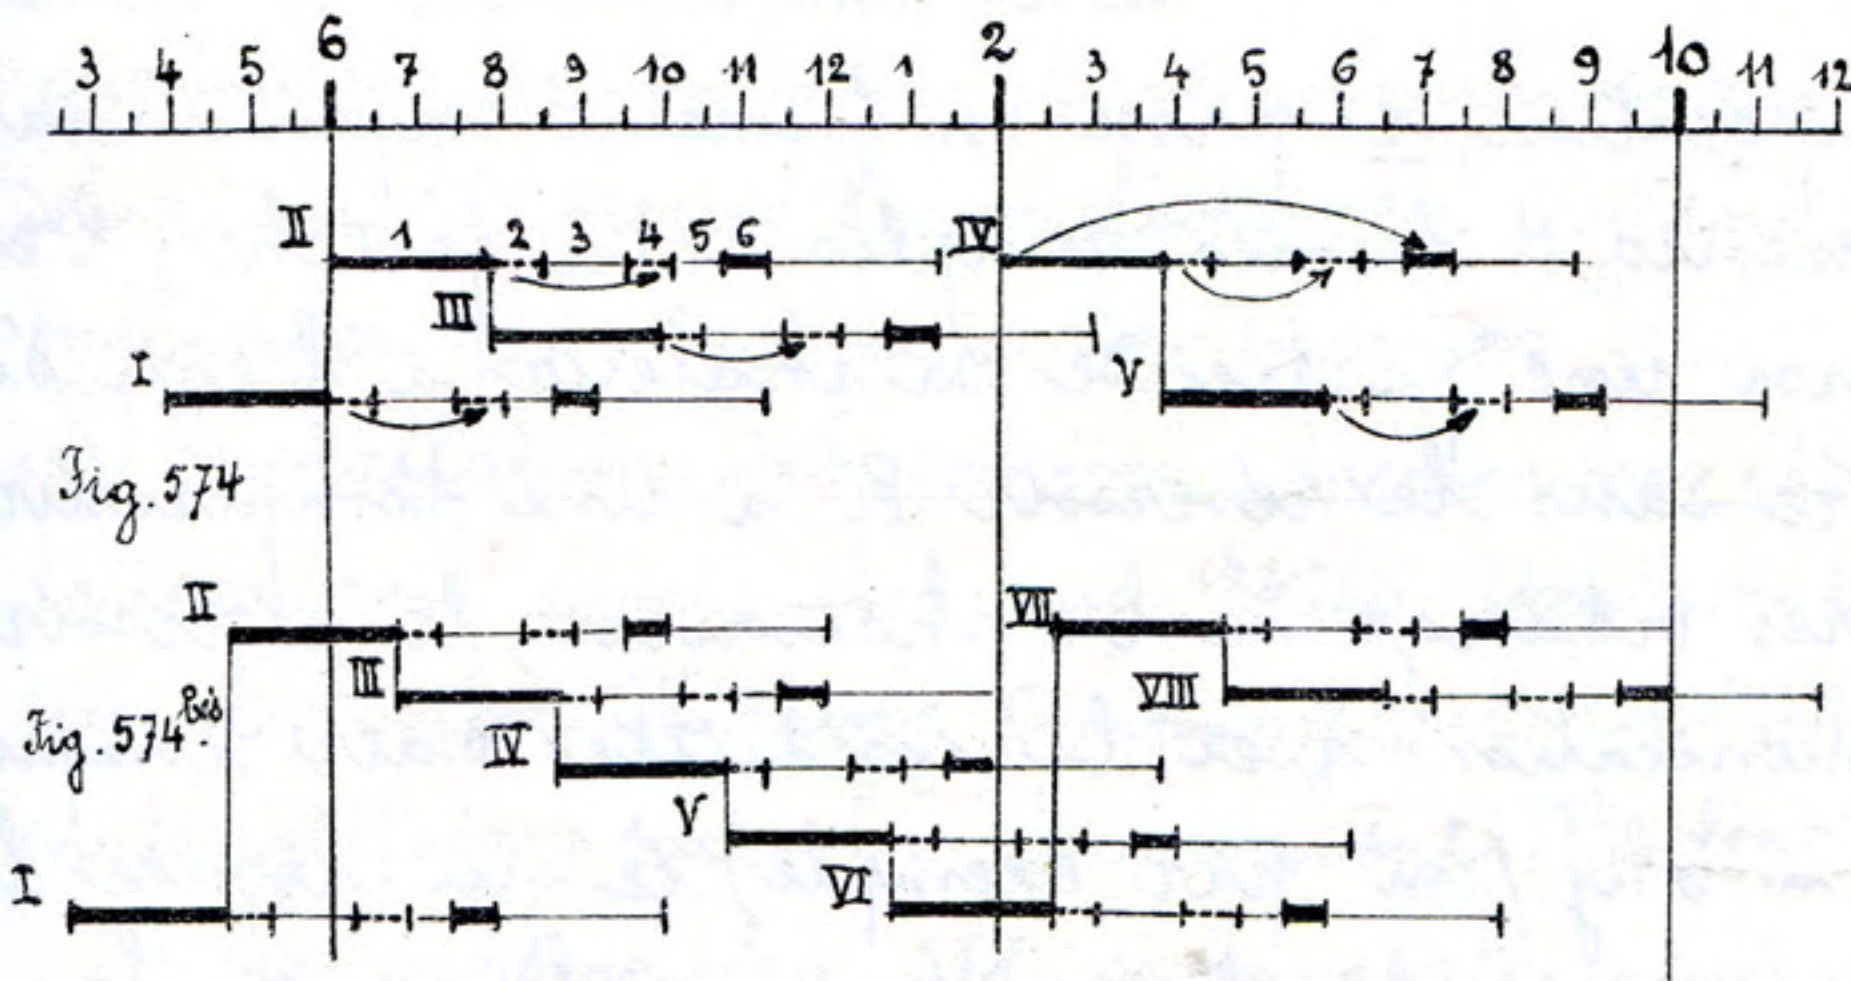 3 4 5 6 7 8 9 10 11 12 1 2 3 4 5 6 7 8 9 10 11 12
II 1 2 3 4 5 6 IV
III
I V
Fig. 574
II VII
III VIII
Fig. 574 bis
IV
V
I VI